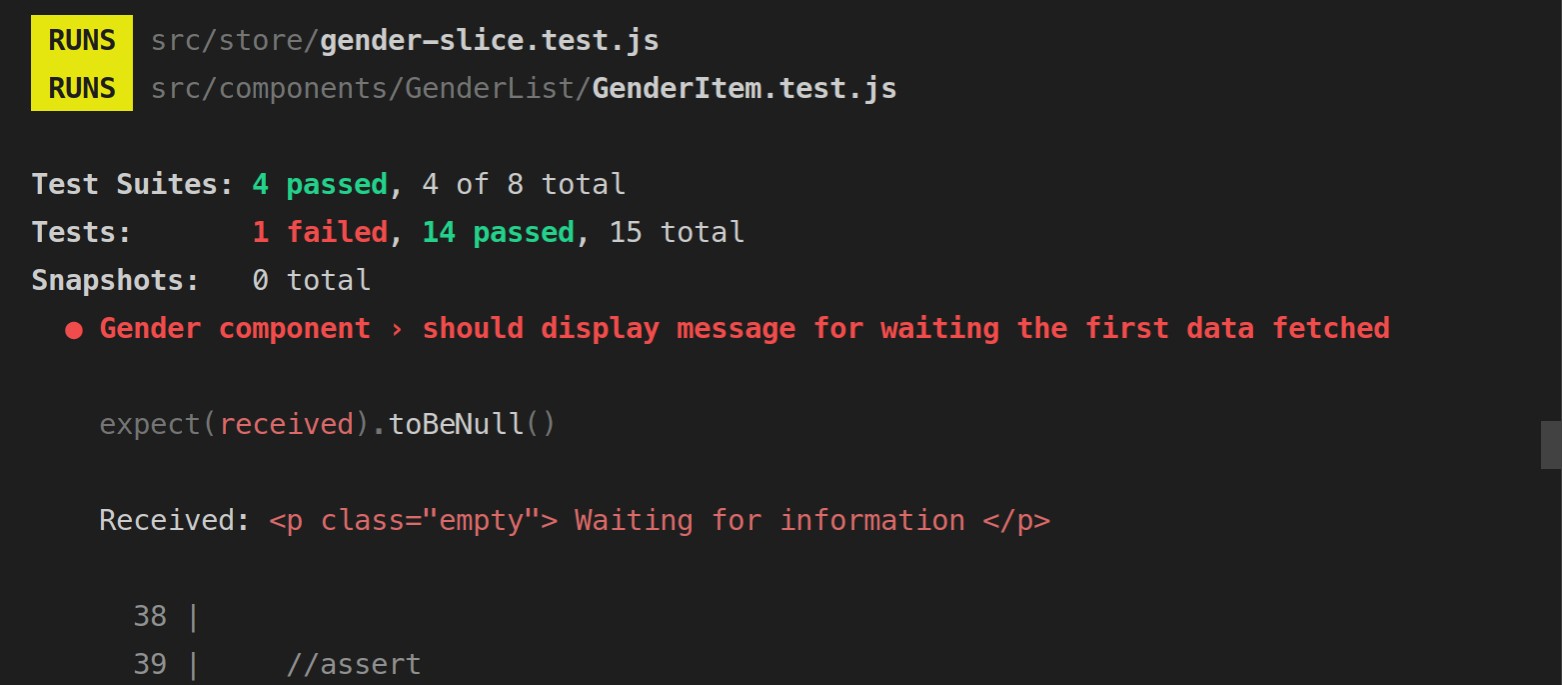 RUNS src/store/gender-slice.test.js
RUNS src/components/GenderList/GenderItem.test.js
Test Suites: 4 passed, 4 of 8 total
Tests: 1 failed, 14 passed, 15 total
Snapshots: 0 total
● Gender component › should display message for waiting the first data fetched
expect(received).toBeNull()
Received: <p class="empty"> Waiting for information </p>
38 |
39 | //assert